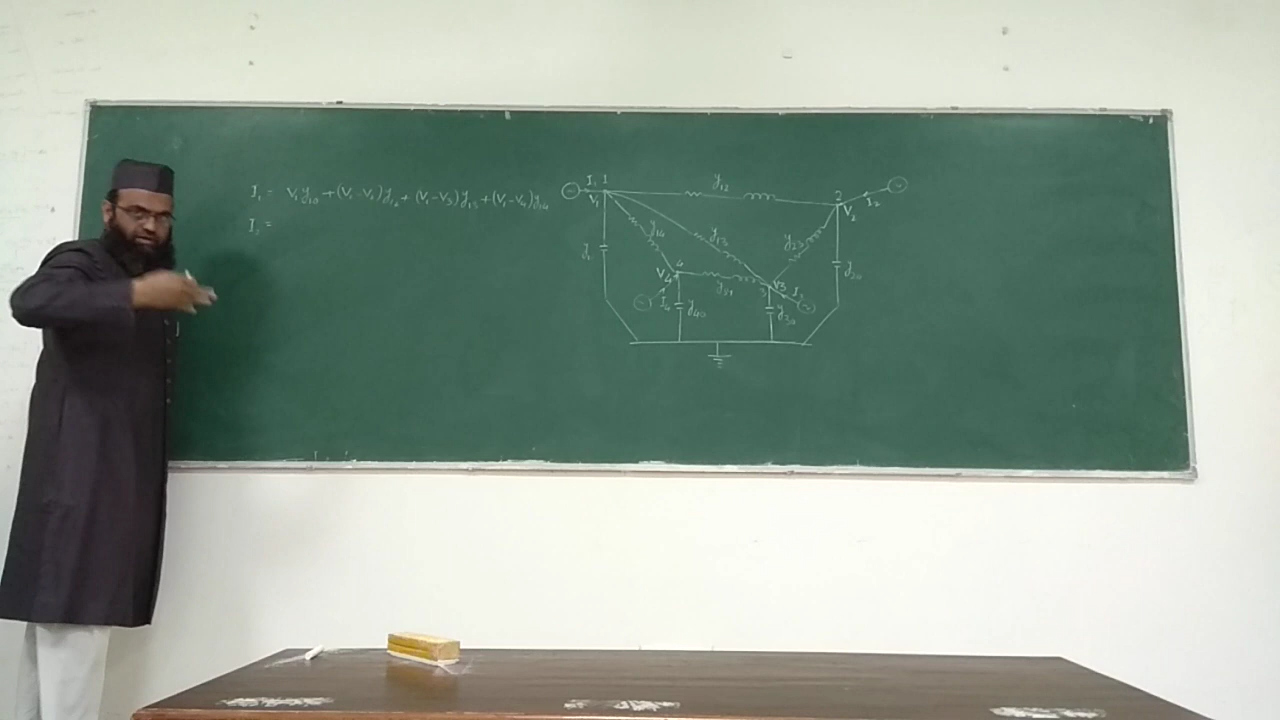 I₁ = V₁y₁₀ + (V₁-V₂)y₁₂ + (V₁-V₃)y₁₃ + (V₁-V₄)y₁₄
I₂ =
I₁ 1
V₁
y₁₂
2
V₂
I₂
y₁₄
y₁₃
y₂₃
y₁
y₂₀
4
V₄
I₄
y₄₀
3
V3
I₃
y₃₀